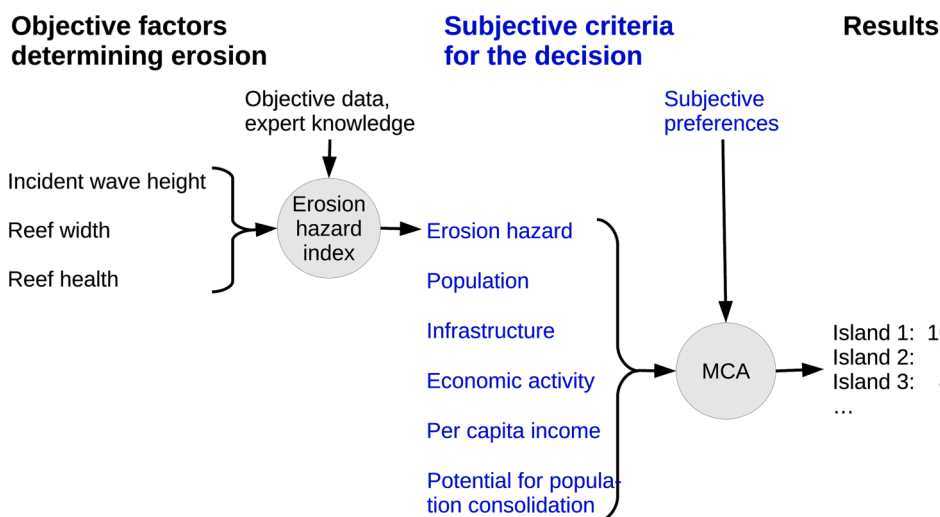 Objective factors
determining erosion
Subjective criteria
for the decision
Results
Objective data,
expert knowledge
Subjective
preferences
Incident wave height
Reef width
Reef health
Erosion
hazard
index
Erosion hazard
Population
Infrastructure
Economic activity
Per capita income
Potential for popula-
tion consolidation
MCA
Island 1:
Island 2:
Island 3:
...